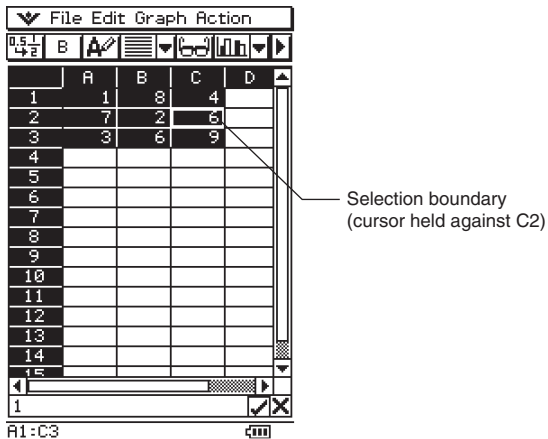 File Edit Graph Action
0.5 1/2 B A
A B C D
1 1 8 4
2 7 2 6
3 3 6 9
4
5
6
7
8
9
10
11
12
13
14
15
1
A1:C3
Selection boundary
(cursor held against C2)